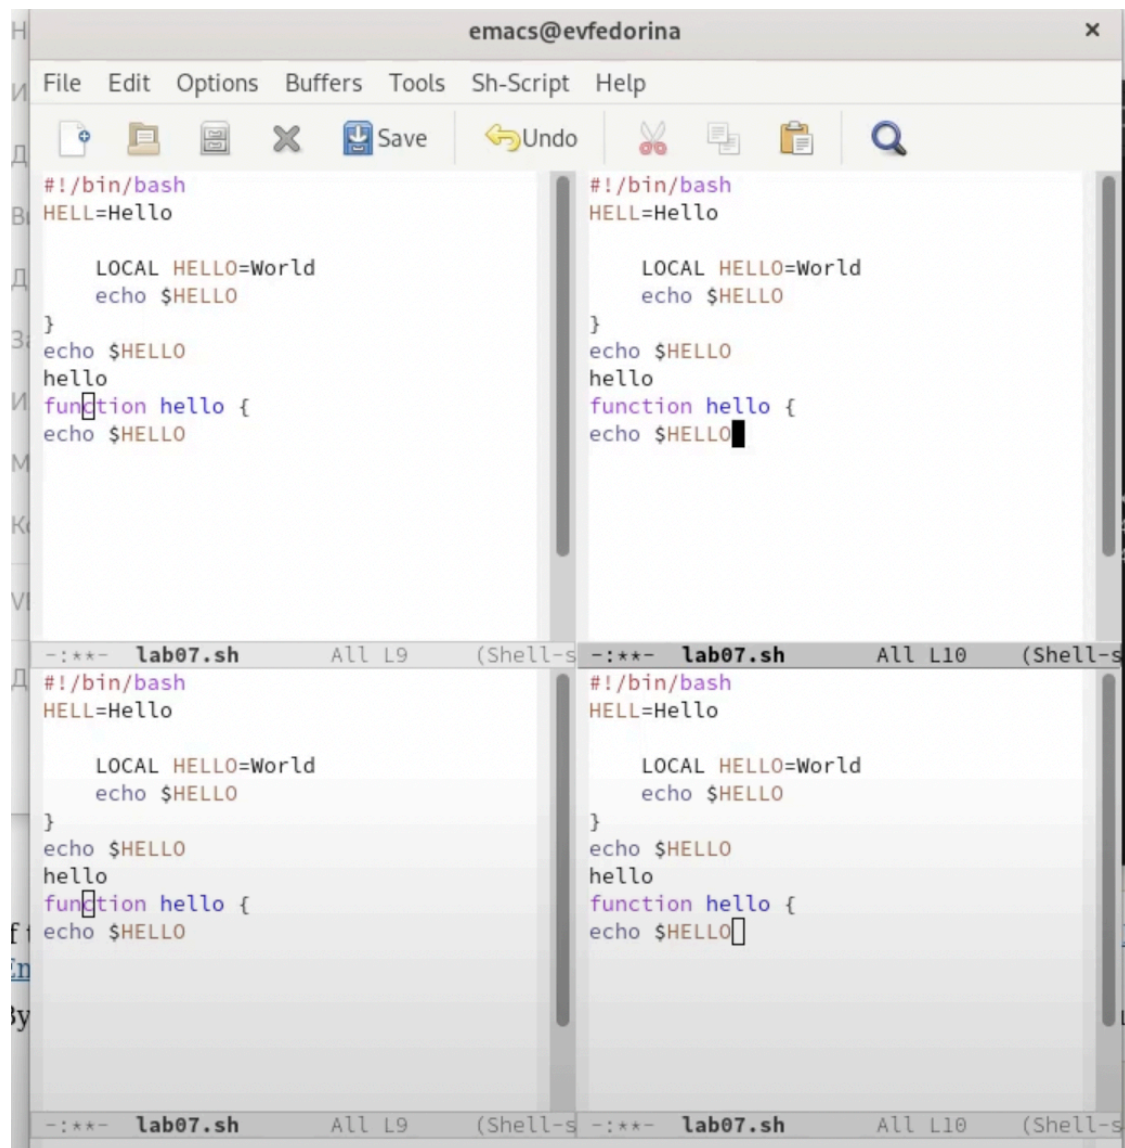 emacs@evfedorina ×
File Edit Options Buffers Tools Sh-Script Help
Save Undo
#!/bin/bash
HELL=Hello
LOCAL HELLO=World
echo $HELLO
}
echo $HELLO
hello
function hello {
echo $HELLO
-:**- lab07.sh All L9 (Shell-s
#!/bin/bash
HELL=Hello
LOCAL HELLO=World
echo $HELLO
}
echo $HELLO
hello
function hello {
echo $HELLO
-:**- lab07.sh All L10 (Shell-s
#!/bin/bash
HELL=Hello
LOCAL HELLO=World
echo $HELLO
}
echo $HELLO
hello
function hello {
echo $HELLO
-:**- lab07.sh All L9 (Shell-s
#!/bin/bash
HELL=Hello
LOCAL HELLO=World
echo $HELLO
}
echo $HELLO
hello
function hello {
echo $HELLO
-:**- lab07.sh All L10 (Shell-s